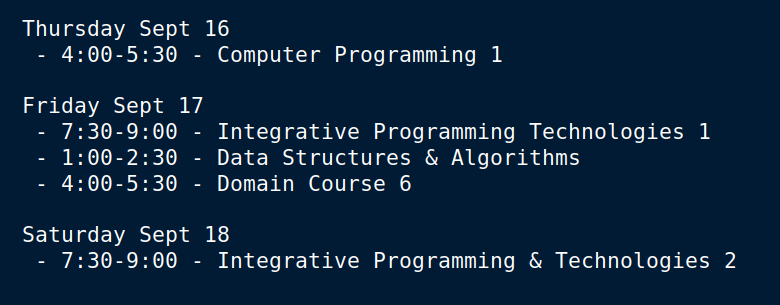 Thursday Sept 16
- 4:00-5:30 - Computer Programming 1
Friday Sept 17
- 7:30-9:00 - Integrative Programming Technologies 1
- 1:00-2:30 - Data Structures & Algorithms
- 4:00-5:30 - Domain Course 6
Saturday Sept 18
- 7:30-9:00 - Integrative Programming & Technologies 2